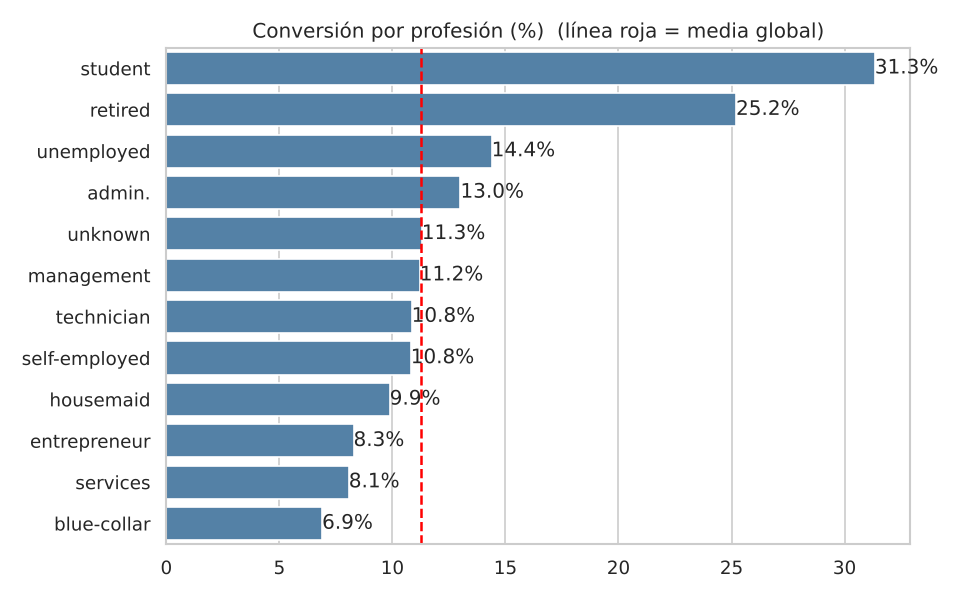 Conversión por profesión (%)  (línea roja = media global)
student 31.3%
retired 25.2%
unemployed 14.4%
admin. 13.0%
unknown 11.3%
management 11.2%
technician 10.8%
self-employed 10.8%
housemaid 9.9%
entrepreneur 8.3%
services 8.1%
blue-collar 6.9%
0 5 10 15 20 25 30